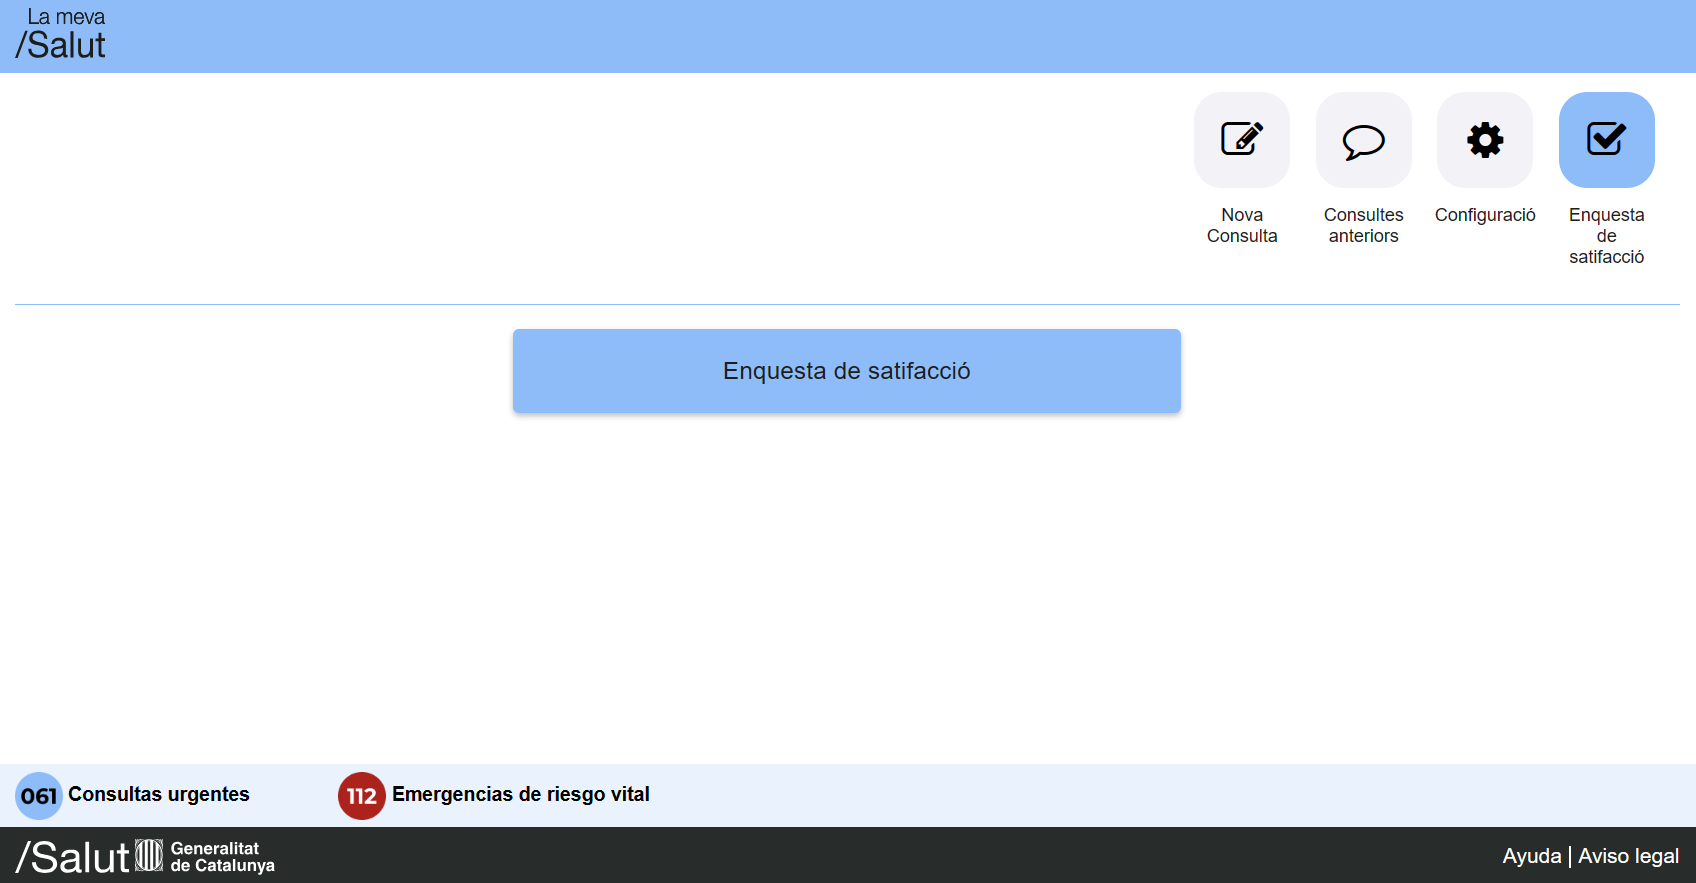 La meva
/Salut
Nova
Consulta
Consultes
anteriors
Configuració
Enquesta
de
satifacció
Enquesta de satifacció
061 Consultas urgentes
112 Emergencias de riesgo vital
/Salut
Generalitat
de Catalunya
Ayuda | Aviso legal